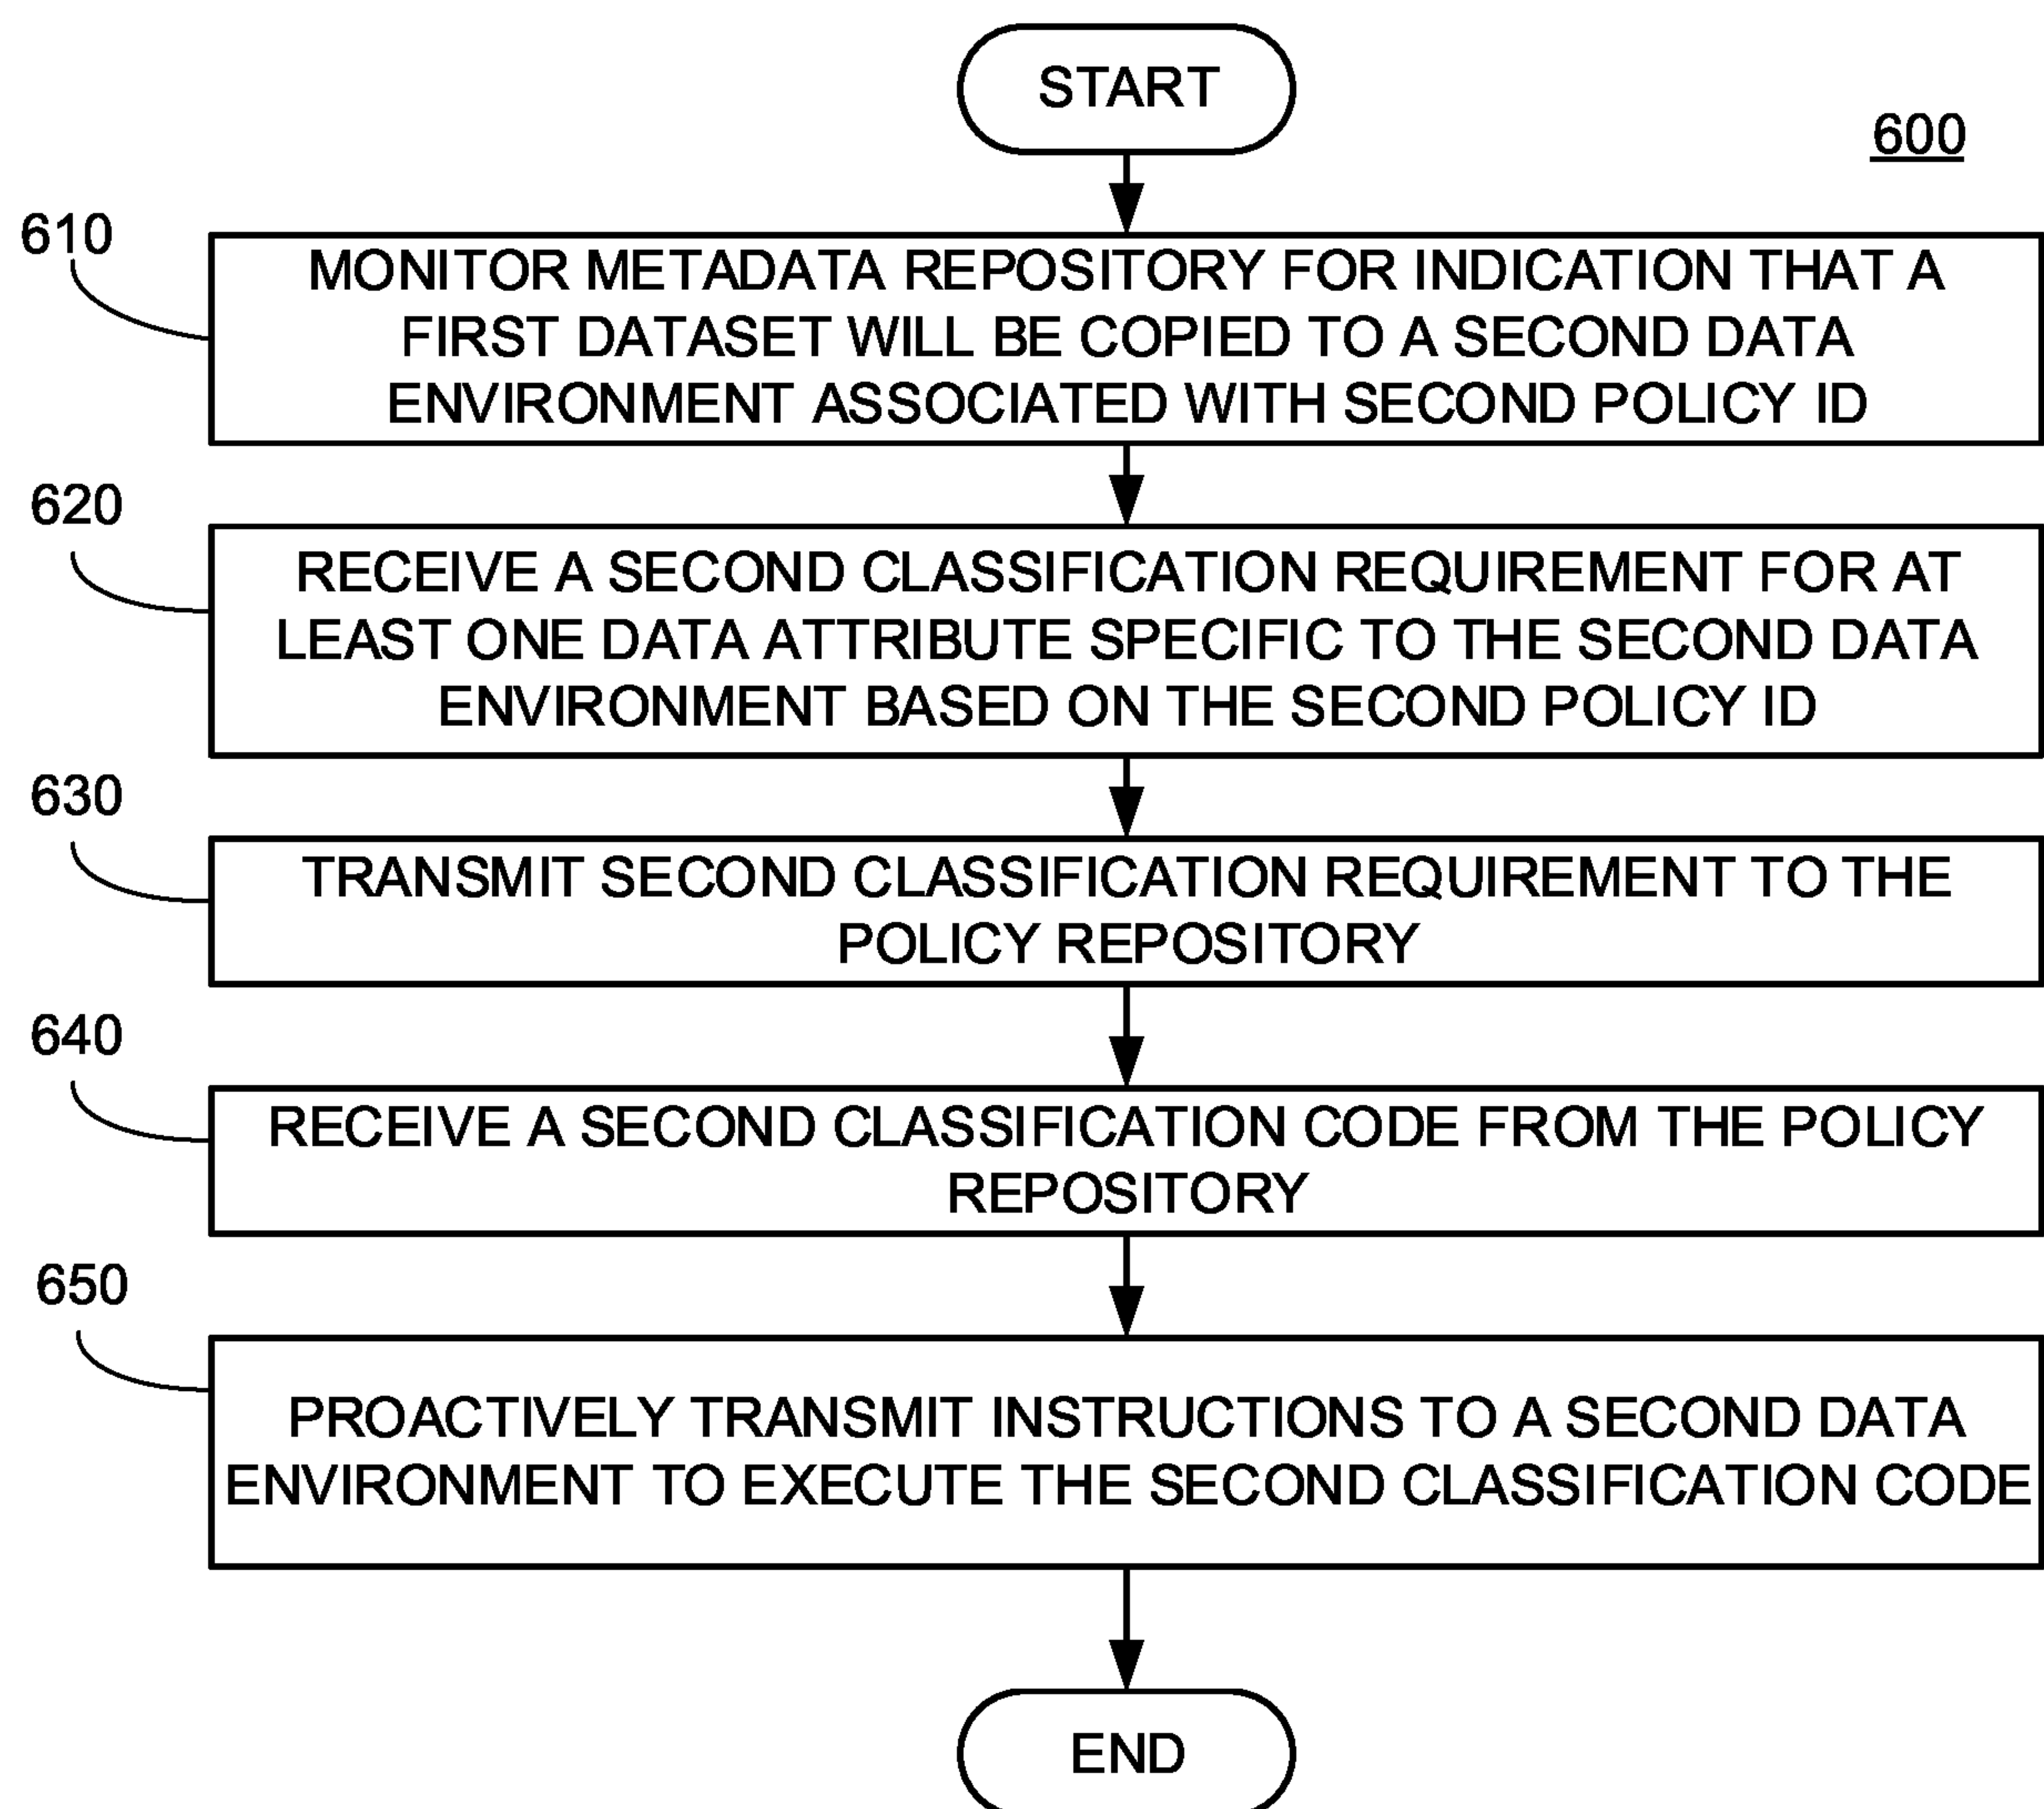 START
600
610
MONITOR METADATA REPOSITORY FOR INDICATION THAT A
FIRST DATASET WILL BE COPIED TO A SECOND DATA
ENVIRONMENT ASSOCIATED WITH SECOND POLICY ID
620
RECEIVE A SECOND CLASSIFICATION REQUIREMENT FOR AT
LEAST ONE DATA ATTRIBUTE SPECIFIC TO THE SECOND DATA
ENVIRONMENT BASED ON THE SECOND POLICY ID
630
TRANSMIT SECOND CLASSIFICATION REQUIREMENT TO THE
POLICY REPOSITORY
640
RECEIVE A SECOND CLASSIFICATION CODE FROM THE POLICY
REPOSITORY
650
PROACTIVELY TRANSMIT INSTRUCTIONS TO A SECOND DATA
ENVIRONMENT TO EXECUTE THE SECOND CLASSIFICATION CODE
END